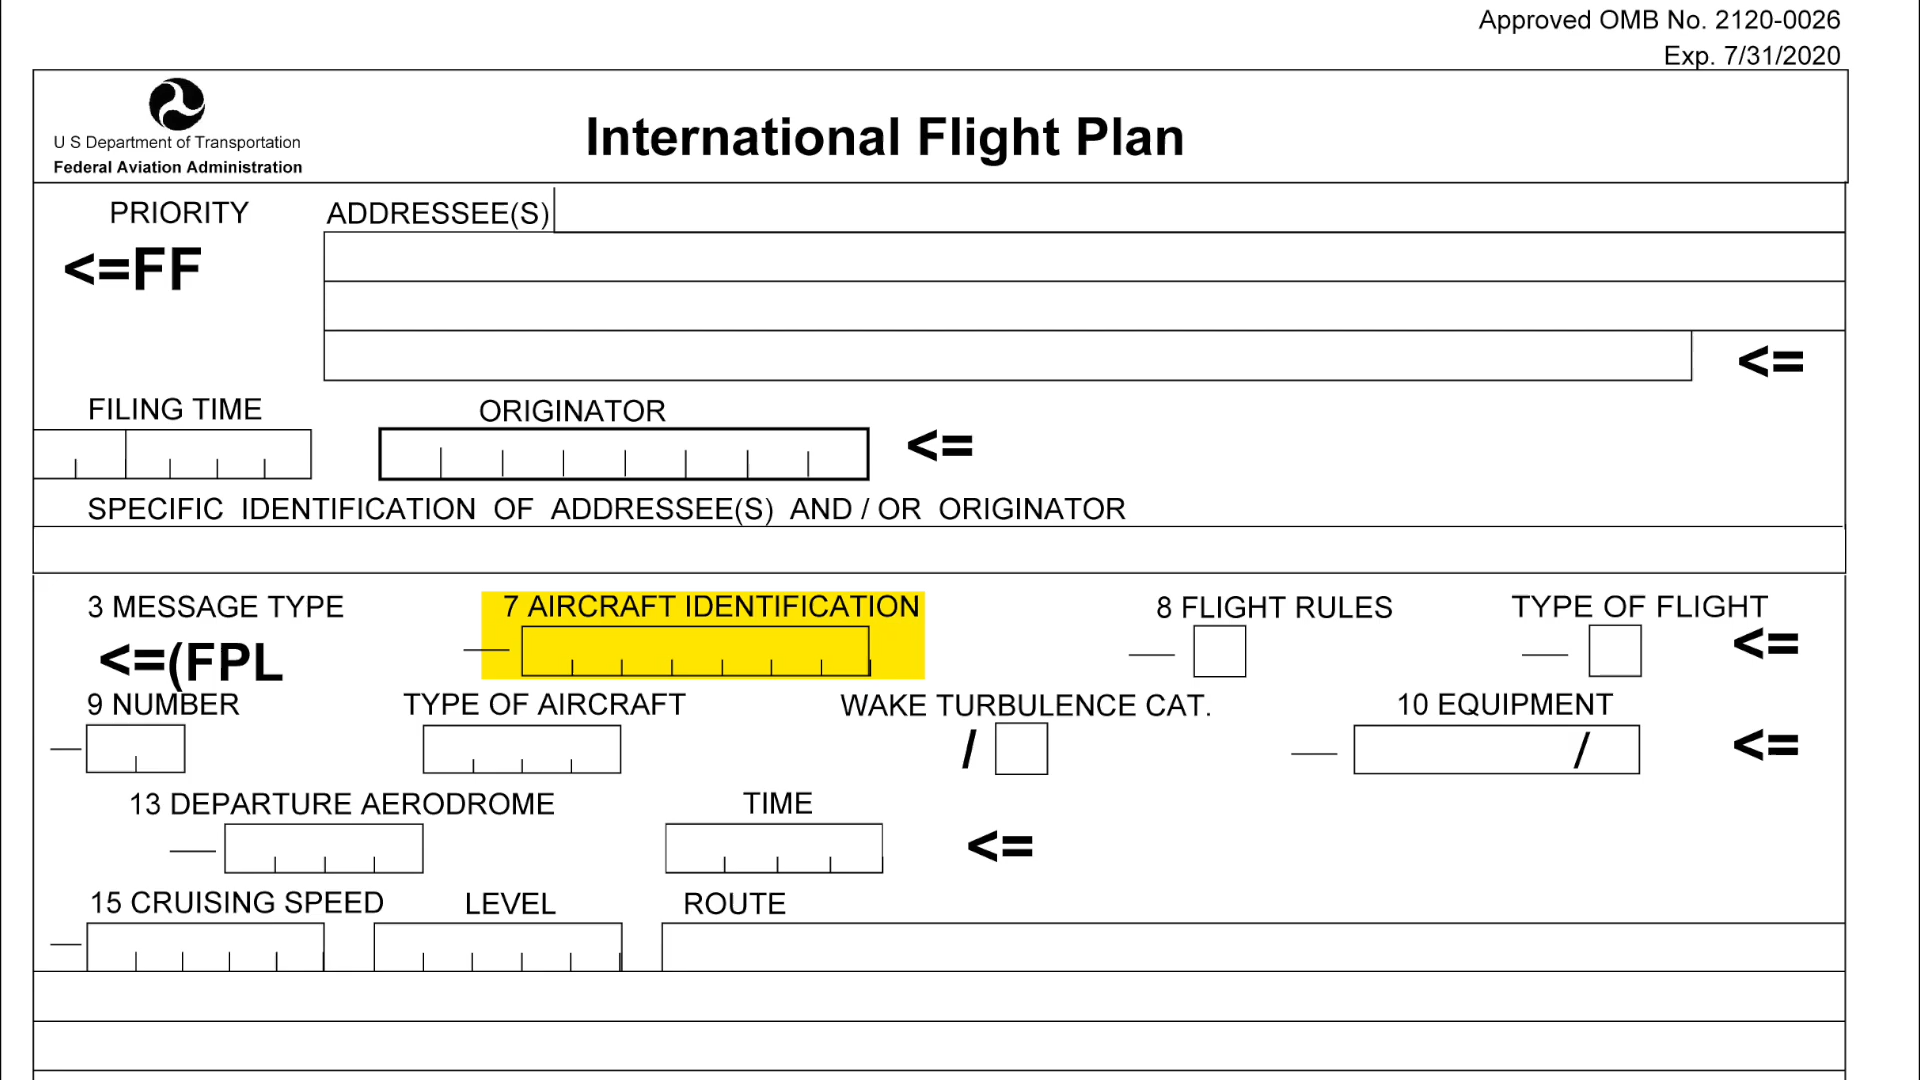 Approved OMB No. 2120-0026
Exp. 7/31/2020
U S Department of Transportation
Federal Aviation Administration
International Flight Plan
PRIORITY ADDRESSEE(S)
<=FF
<=
FILING TIME ORIGINATOR
<=
SPECIFIC IDENTIFICATION OF ADDRESSEE(S) AND / OR ORIGINATOR
3 MESSAGE TYPE 7 AIRCRAFT IDENTIFICATION 8 FLIGHT RULES TYPE OF FLIGHT
<=(FPL <=
9 NUMBER TYPE OF AIRCRAFT WAKE TURBULENCE CAT. 10 EQUIPMENT
/ / <=
13 DEPARTURE AERODROME TIME
<=
15 CRUISING SPEED LEVEL ROUTE